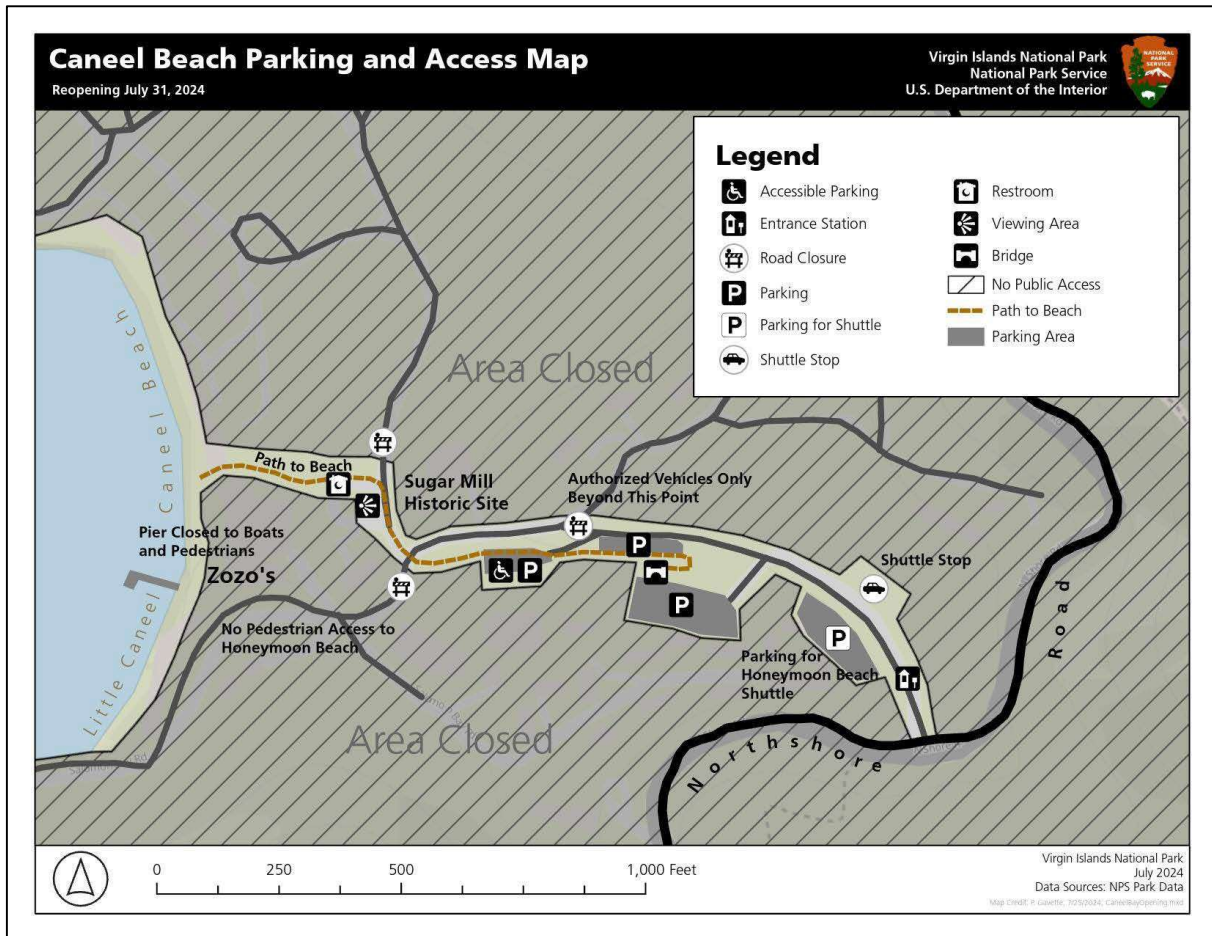 Caneel Beach Parking and Access Map
Reopening July 31, 2024
Virgin Islands National Park
National Park Service
U.S. Department of the Interior
NATIONAL
PARK
SERVICE
Legend
Accessible Parking
Entrance Station
Road Closure
P Parking
P Parking for Shuttle
Shuttle Stop
Restroom
Viewing Area
Bridge
No Public Access
Path to Beach
Parking Area
Area Closed
Caneel Beach
Path to Beach
Sugar Mill
Historic Site
Authorized Vehicles Only
Beyond This Point
Pier Closed to Boats
and Pedestrians
Zozo's
P
P
P
Shuttle Stop
P
No Pedestrian Access to
Honeymoon Beach
Parking for
Honeymoon Beach
Shuttle
Little Caneel
Area Closed
Northshore
Road
0 250 500 1,000 Feet
Virgin Islands National Park
July 2024
Data Sources: NPS Park Data